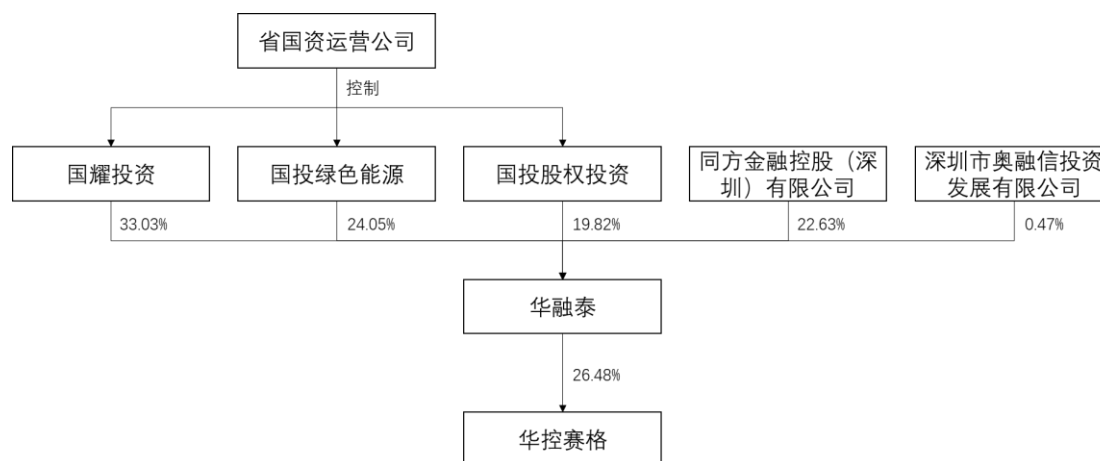 省国资运营公司
控制
国耀投资
国投绿色能源
国投股权投资
同方金融控股（深
圳）有限公司
深圳市奥融信投资
发展有限公司
33.03%
24.05%
19.82%
22.63%
0.47%
华融泰
26.48%
华控赛格